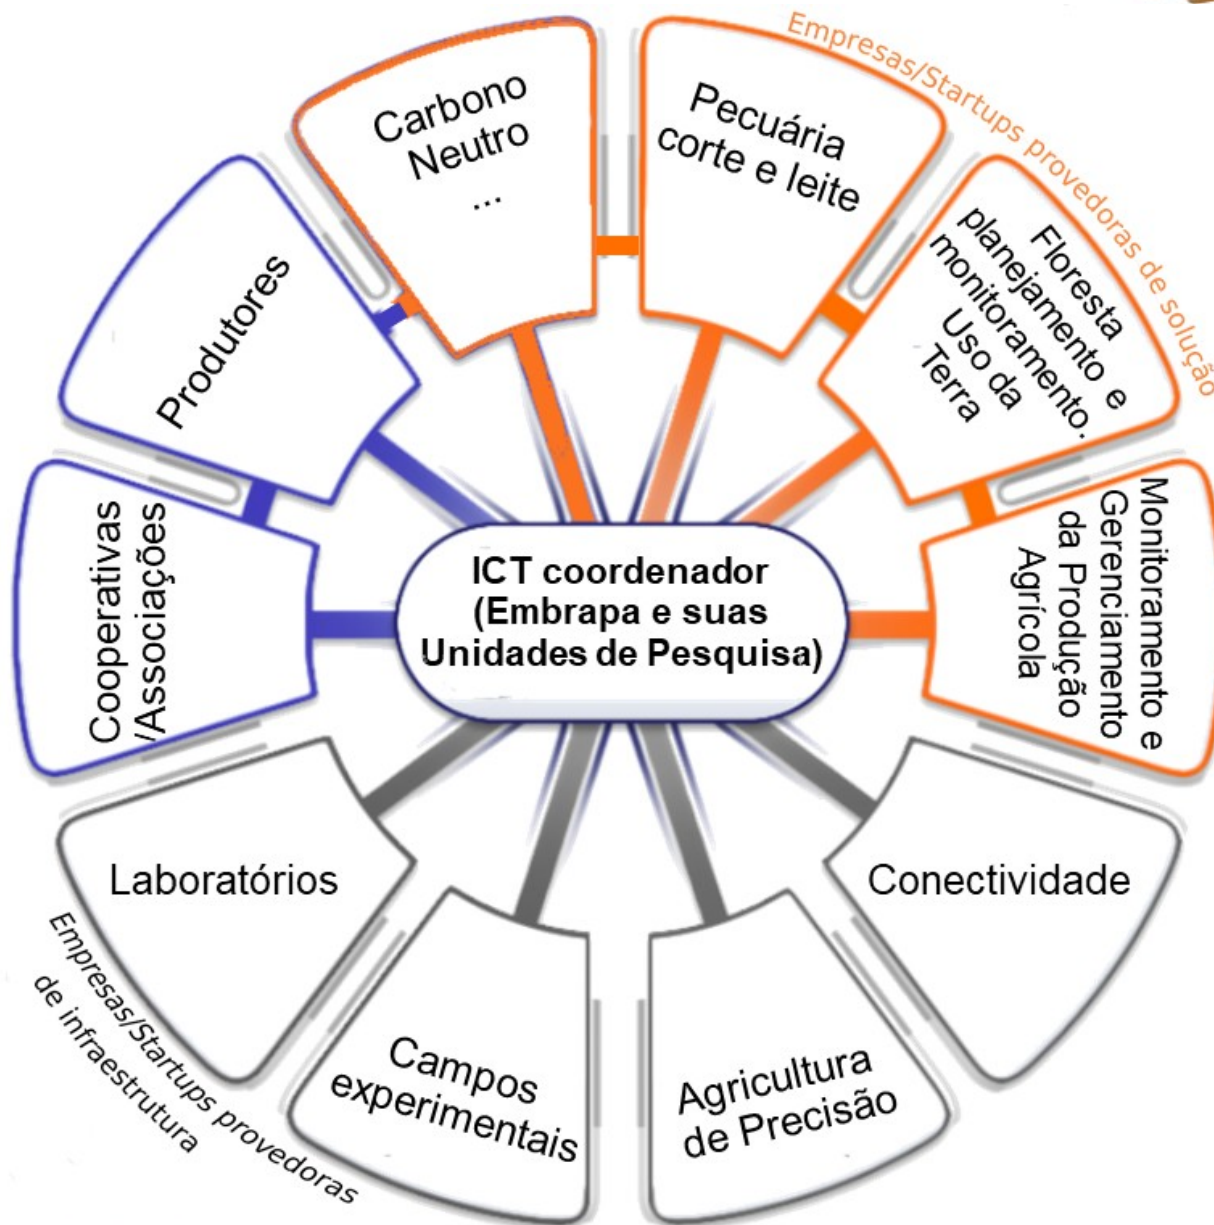 Carbono
Neutro
...
Pecuária
corte e leite
Empresas/Startups provedoras de solução
Floresta
planejamento e
monitoramento.
Uso da
Terra
Monitoramento e
Gerenciamento
da Produção
Agrícola
Conectividade
Agricultura
de Precisão
Campos
experimentais
Laboratórios
Empresas/Startups provedoras
de infraestrutura
Cooperativas
/Associações
Produtores
ICT coordenador
(Embrapa e suas
Unidades de Pesquisa)